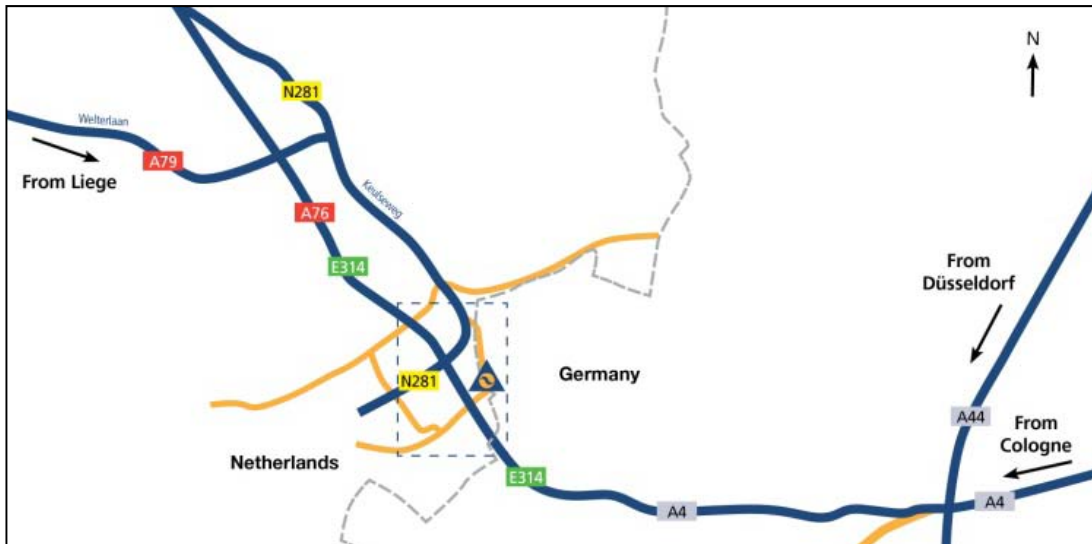 N
N281
Welterlaan
A79
From Liege
Keulseweg
A76
E314
From
Düsseldorf
Germany
N281
A44
From
Cologne
Netherlands
E314
A4
A4